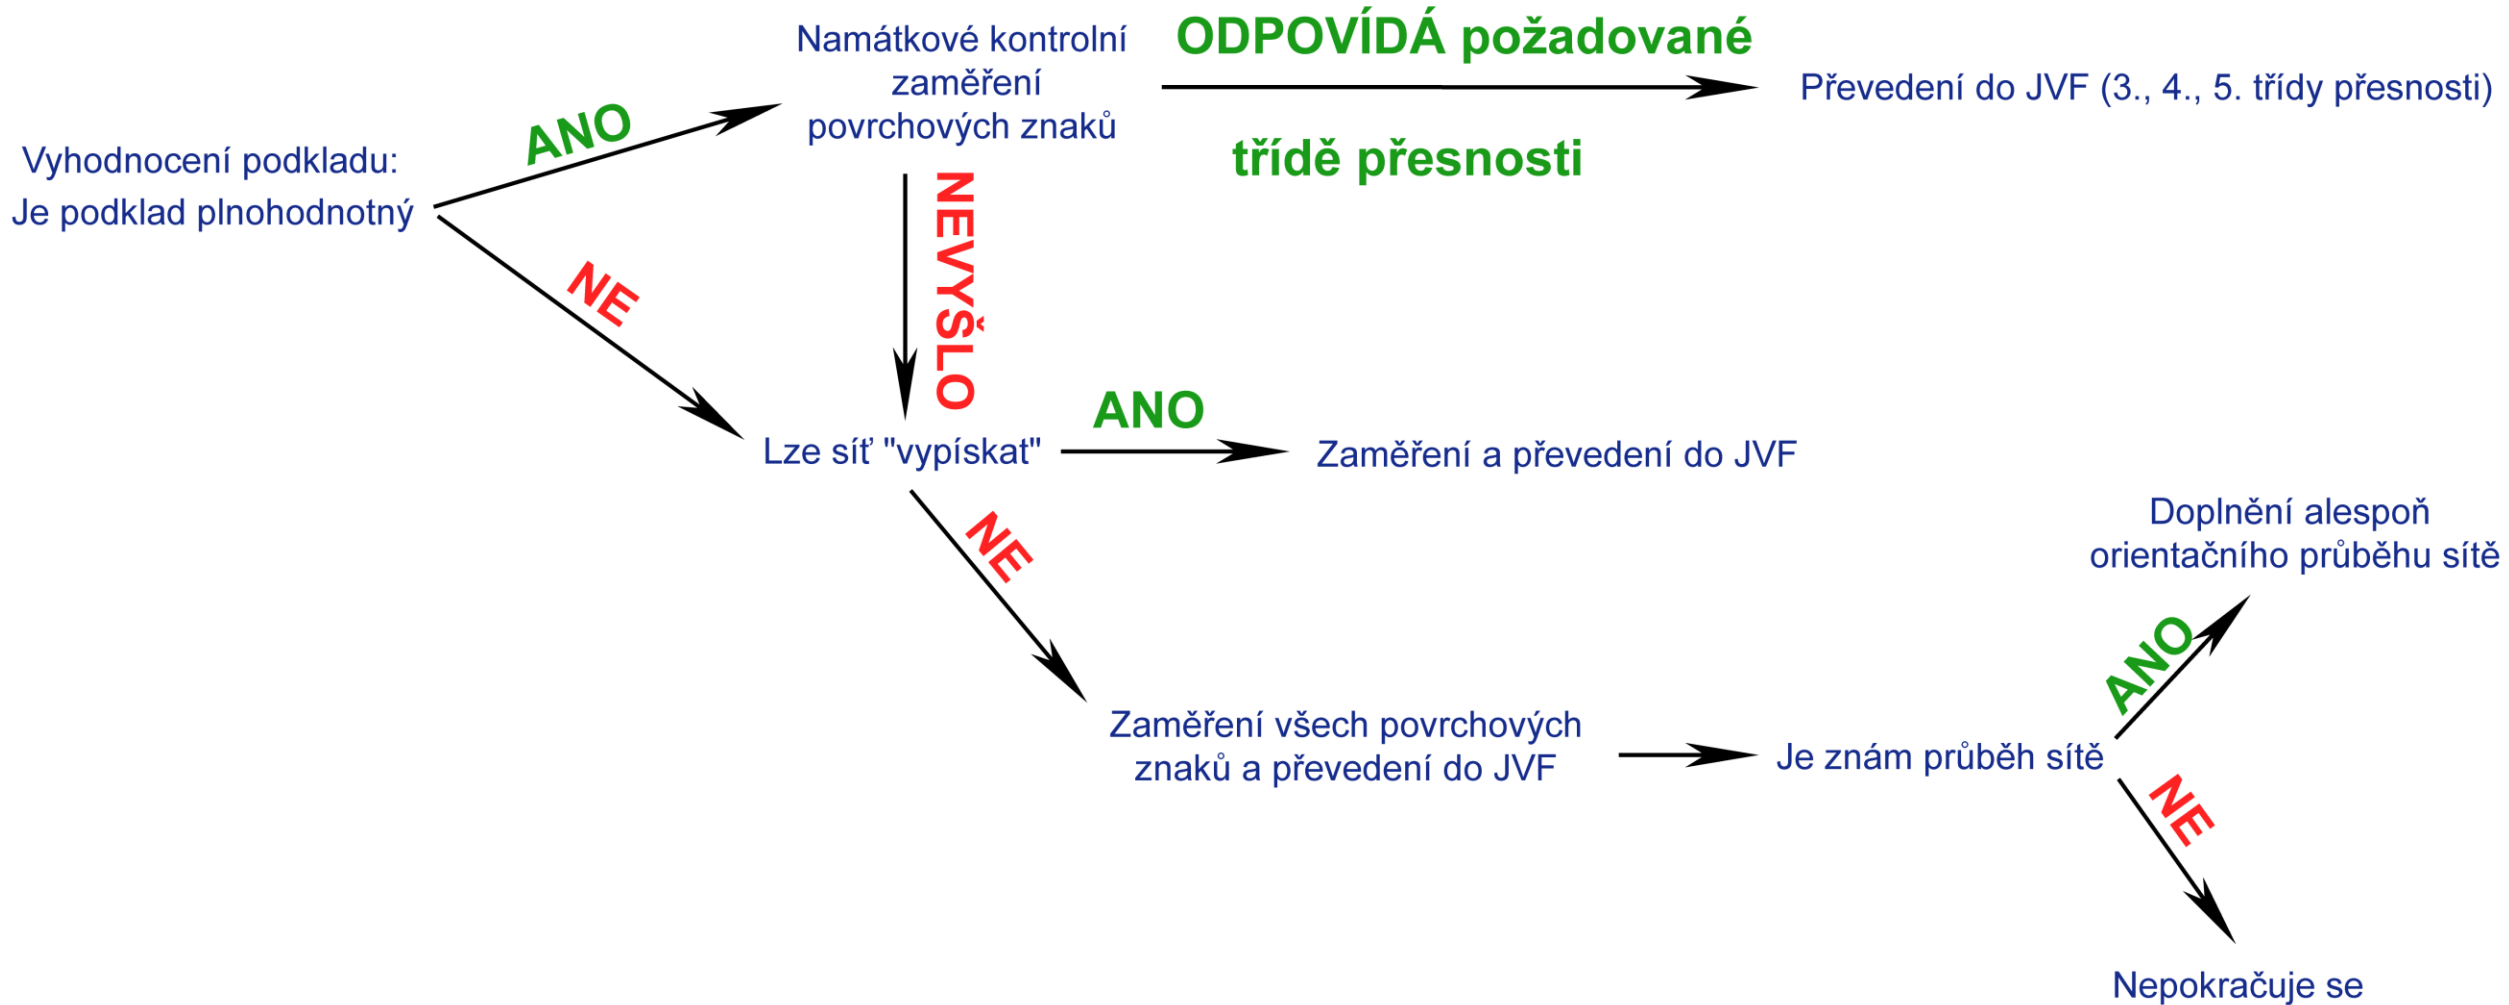 Vyhodnocení podkladu:
Je podklad plnohodnotný
ANO
NE
Namátkové kontrolní
zaměření
povrchových znaků
ODPOVÍDÁ požadované
třídě přesnosti
Převedení do JVF (3., 4., 5. třídy přesnosti)
NEVYŠLO
Lze síť "vypískat"
ANO
Zaměření a převedení do JVF
NE
Zaměření všech povrchových
znaků a převedení do JVF
Je znám průběh sítě
ANO
Doplnění alespoň
orientačního průběhu sítě
NE
Nepokračuje se